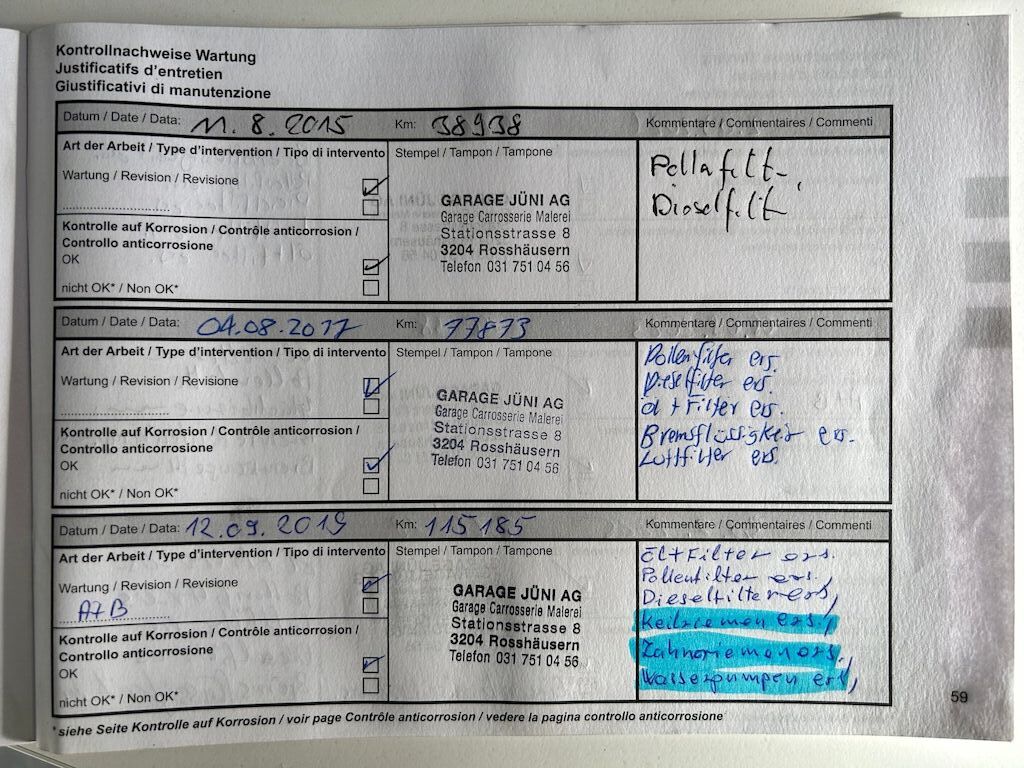 Kontrollnachweise Wartung
Justificatifs d'entretien
Giustificativi di manutenzione
Datum / Date / Data: 11.8.2015 Km: 38938 Kommentare / Commentaires / Commenti
Art der Arbeit / Type d'intervention / Tipo di intervento
Wartung / Revision / Revisione
Kontrolle auf Korrosion / Contrôle anticorrosion /
Controllo anticorrosione
OK
nicht OK* / Non OK*
Stempel / Tampon / Tampone
GARAGE JÜNI AG
Garage Carrosserie Malerei
Stationsstrasse 8
3204 Rosshäusern
Telefon 031 751 04 56
Pollafilt.,
Dieselfilt
Datum / Date / Data: 04.08.2017 Km: 77873 Kommentare / Commentaires / Commenti
Art der Arbeit / Type d'intervention / Tipo di intervento
Wartung / Revision / Revisione
Kontrolle auf Korrosion / Contrôle anticorrosion /
Controllo anticorrosione
OK
nicht OK* / Non OK*
Stempel / Tampon / Tampone
GARAGE JÜNI AG
Garage Carrosserie Malerei
Stationsstrasse 8
3204 Rosshäusern
Telefon 031 751 04 56
Pollenfilter ers.
Dieselfilter ers.
Öl + Filter ers.
Bremsflüssigkeit ers.
Luftfilter ers.
Datum / Date / Data: 12.09.2019 Km: 115185 Kommentare / Commentaires / Commenti
Art der Arbeit / Type d'intervention / Tipo di intervento
Wartung / Revision / Revisione
A+B
Kontrolle auf Korrosion / Contrôle anticorrosion /
Controllo anticorrosione
OK
nicht OK* / Non OK*
Stempel / Tampon / Tampone
GARAGE JÜNI AG
Garage Carrosserie Malerei
Stationsstrasse 8
3204 Rosshäusern
Telefon 031 751 04 56
Öl+Filter ers.
Pollenfilter ers.,
Dieselfilter ers,
Keilriemen ers.,
Zahnriemen ers.,
Wasserpumpen ers,
59
*siehe Seite Kontrolle auf Korrosion / voir page Contrôle anticorrosion / vedere la pagina controllo anticorrosione